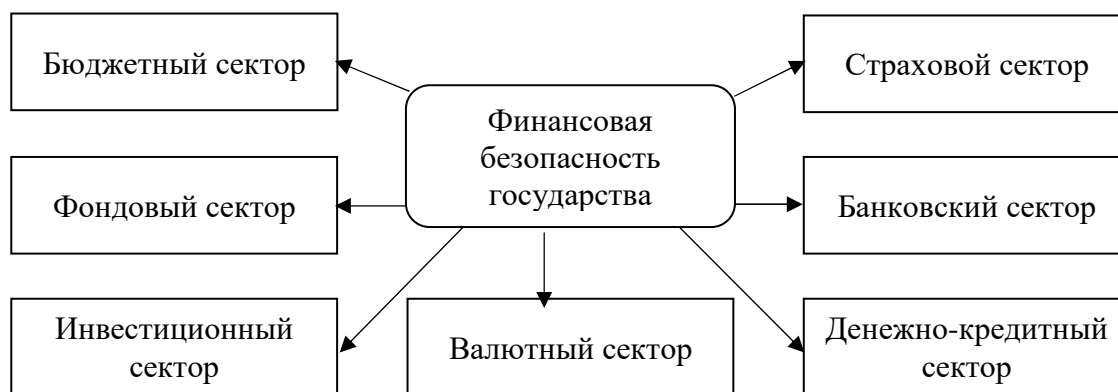 Бюджетный сектор
Страховой сектор
Финансовая
безопасность
государства
Фондовый сектор
Банковский сектор
Инвестиционный
сектор
Валютный сектор
Денежно-кредитный
сектор